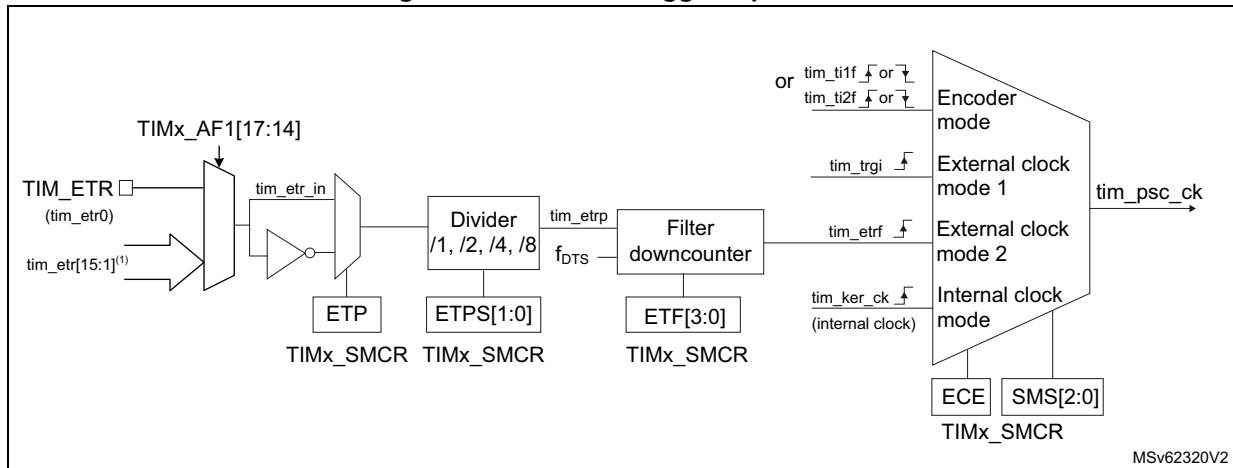 or tim_ti1f or
tim_ti2f or
Encoder
mode
TIMx_AF1[17:14]
tim_trgi
External clock
mode 1
TIM_ETR
(tim_etr0)
tim_etr_in
tim_psc_ck
Divider
/1, /2, /4, /8
tim_etrp
Filter
downcounter
fDTS
tim_etrf
External clock
mode 2
tim_etr[15:1](1)
tim_ker_ck
(internal clock)
Internal clock
mode
ETP
ETPS[1:0]
ETF[3:0]
TIMx_SMCR
TIMx_SMCR
TIMx_SMCR
ECE
SMS[2:0]
TIMx_SMCR
MSv62320V2